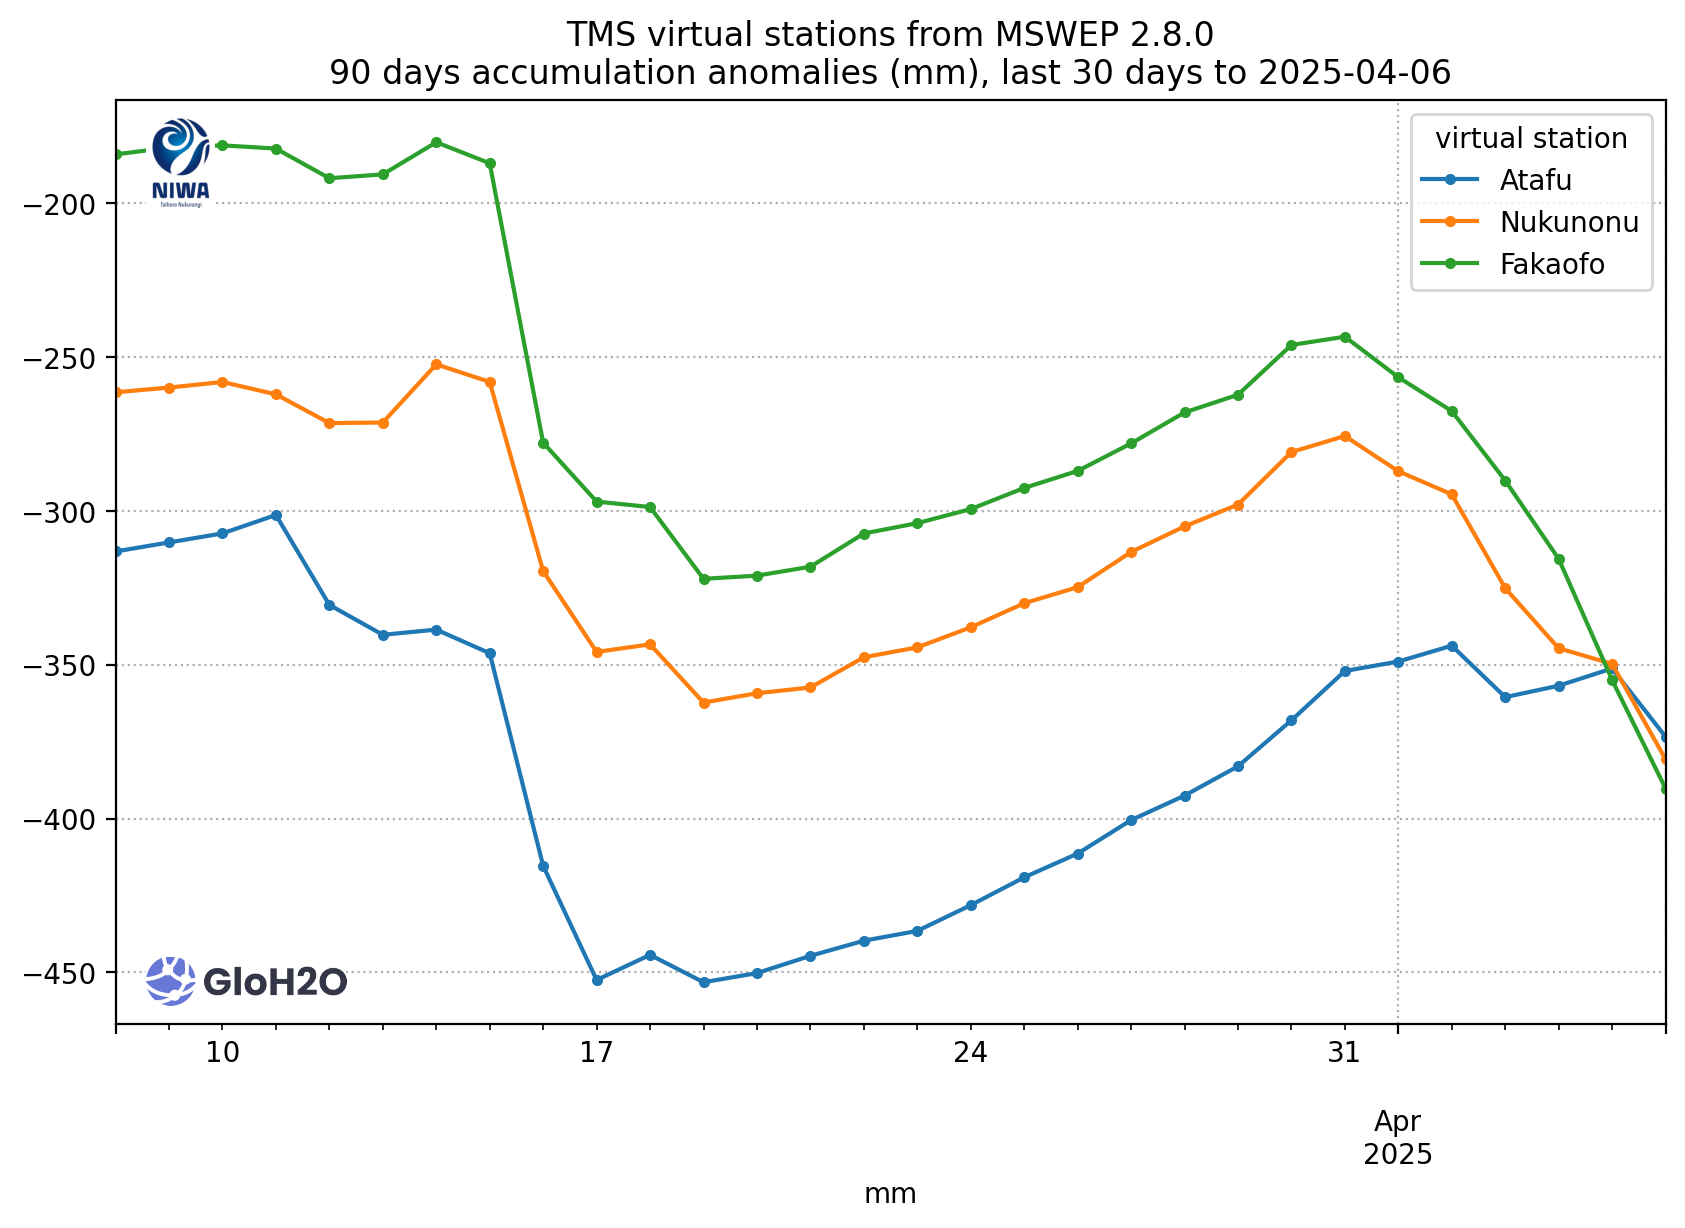 TMS virtual stations from MSWEP 2.8.0
90 days accumulation anomalies (mm), last 30 days to 2025-04-06
NIWA
Taihoro Nukurangi
virtual station
Atafu
Nukunonu
Fakaofo
−200
−250
−300
−350
−400
−450
GloH2O
10
17
24
31
Apr
2025
mm